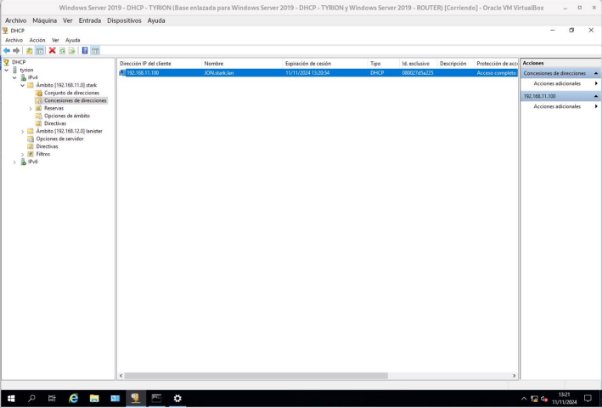 Windows Server 2019 - DHCP - TYRION (Base enlazada para Windows Server 2019 - DHCP - TYRION y Windows Server 2019 - ROUTER) [Corriendo] - Oracle VM VirtualBox
Archivo Máquina Ver Entrada Dispositivos Ayuda
DHCP
Archivo Acción Ver Ayuda
DHCP
tyrion
IPv4
Ámbito [192.168.11.0] stark
Conjunto de direcciones
Concesiones de direcciones
Reservas
Opciones de ámbito
Directivas
Ámbito [192.168.12.0] lanister
Opciones de servidor
Directivas
Filtros
IPv6
Dirección IP del cliente Nombre Expiración de cesión Tipo Id. exclusivo Descripción Protección de acc
192.168.11.100 JON.stark.lan 11/11/2024 15:20:54 DHCP 080027d5a225 Acceso completo
Acciones
Concesiones de direcciones
Acciones adicionales
192.168.11.100
Acciones adicionales
13:21
11/11/2024